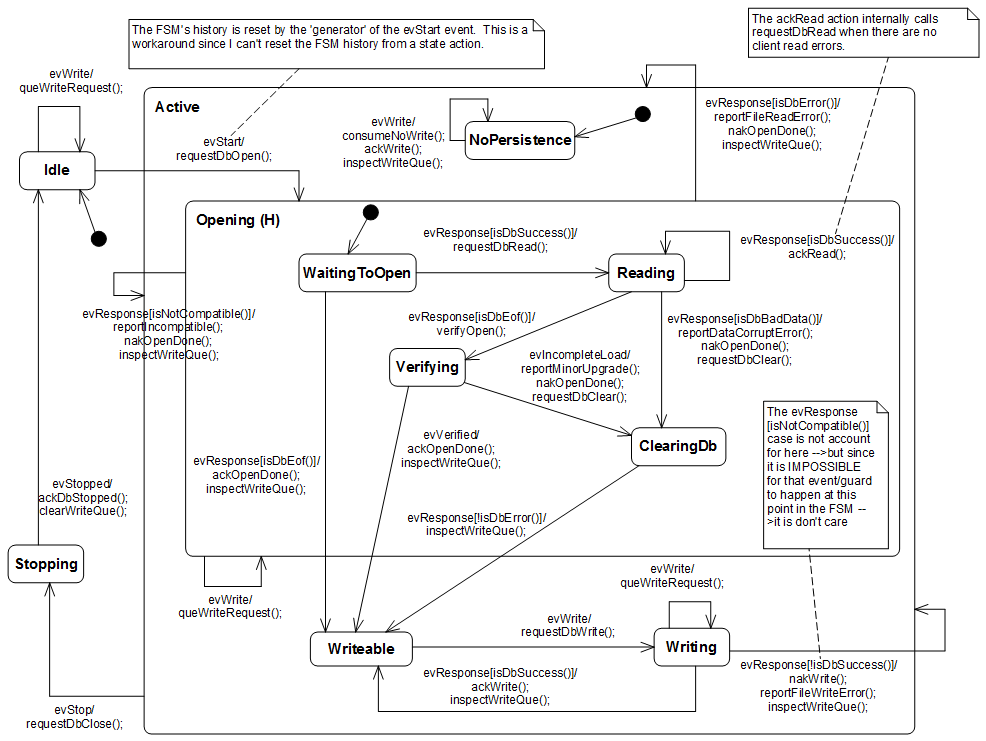 The FSM's history is reset by the 'generator' of the evStart event.  This is a
workaround since I can't reset the FSM history from a state action.
The ackRead action internally calls
requestDbRead when there are no
client read errors.
evWrite/
queWriteRequest();
Active
evStart/
requestDbOpen();
Idle
evWrite/
consumeNoWrite();
ackWrite();
inspectWriteQue();
NoPersistence
evResponse[isDbError()]/
reportFileReadError();
nakOpenDone();
inspectWriteQue();
Opening (H)
WaitingToOpen
evResponse[isDbSuccess()]/
requestDbRead();
Reading
evResponse[isDbSuccess()]/
ackRead();
evResponse[isNotCompatible()]/
reportIncompatible();
nakOpenDone();
inspectWriteQue();
evResponse[isDbEof()]/
verifyOpen();
evResponse[isDbBadData()]/
reportDataCorruptError();
nakOpenDone();
requestDbClear();
Verifying
evIncompleteLoad/
reportMinorUpgrade();
nakOpenDone();
requestDbClear();
The evResponse
[isNotCompatible()]
case is not account
for here -->but since
it is IMPOSSIBLE
for that event/guard
to happen at this
point in the FSM --
>it is don't care
evVerified/
ackOpenDone();
inspectWriteQue();
ClearingDb
evResponse[isDbEof()]/
ackOpenDone();
inspectWriteQue();
evStopped/
ackDbStopped();
clearWriteQue();
evResponse[!isDbError()]/
inspectWriteQue();
Stopping
evWrite/
queWriteRequest();
evWrite/
queWriteRequest();
Writeable
evWrite/
requestDbWrite();
Writing
evResponse[isDbSuccess()]/
ackWrite();
inspectWriteQue();
evResponse[!isDbSuccess()]/
nakWrite();
reportFileWriteError();
inspectWriteQue();
evStop/
requestDbClose();